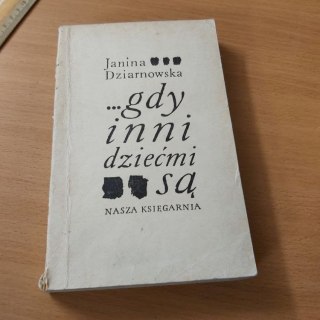 Janina
Dziarnowska
...gdy
inni
dziećmi
są
NASZA KSIĘGARNIA